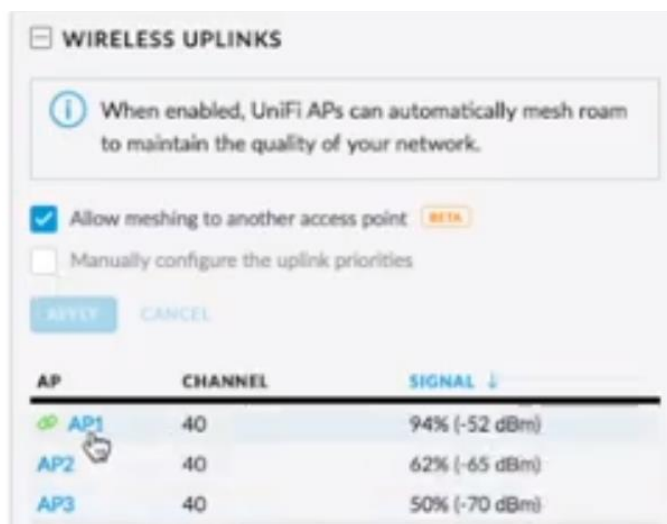 WIRELESS UPLINKS
When enabled, UniFi APs can automatically mesh roam
to maintain the quality of your network.
Allow meshing to another access point BETA
Manually configure the uplink priorities
APPLY CANCEL
AP CHANNEL SIGNAL ↓
AP1 40 94% (-52 dBm)
AP2 40 62% (-65 dBm)
AP3 40 50% (-70 dBm)